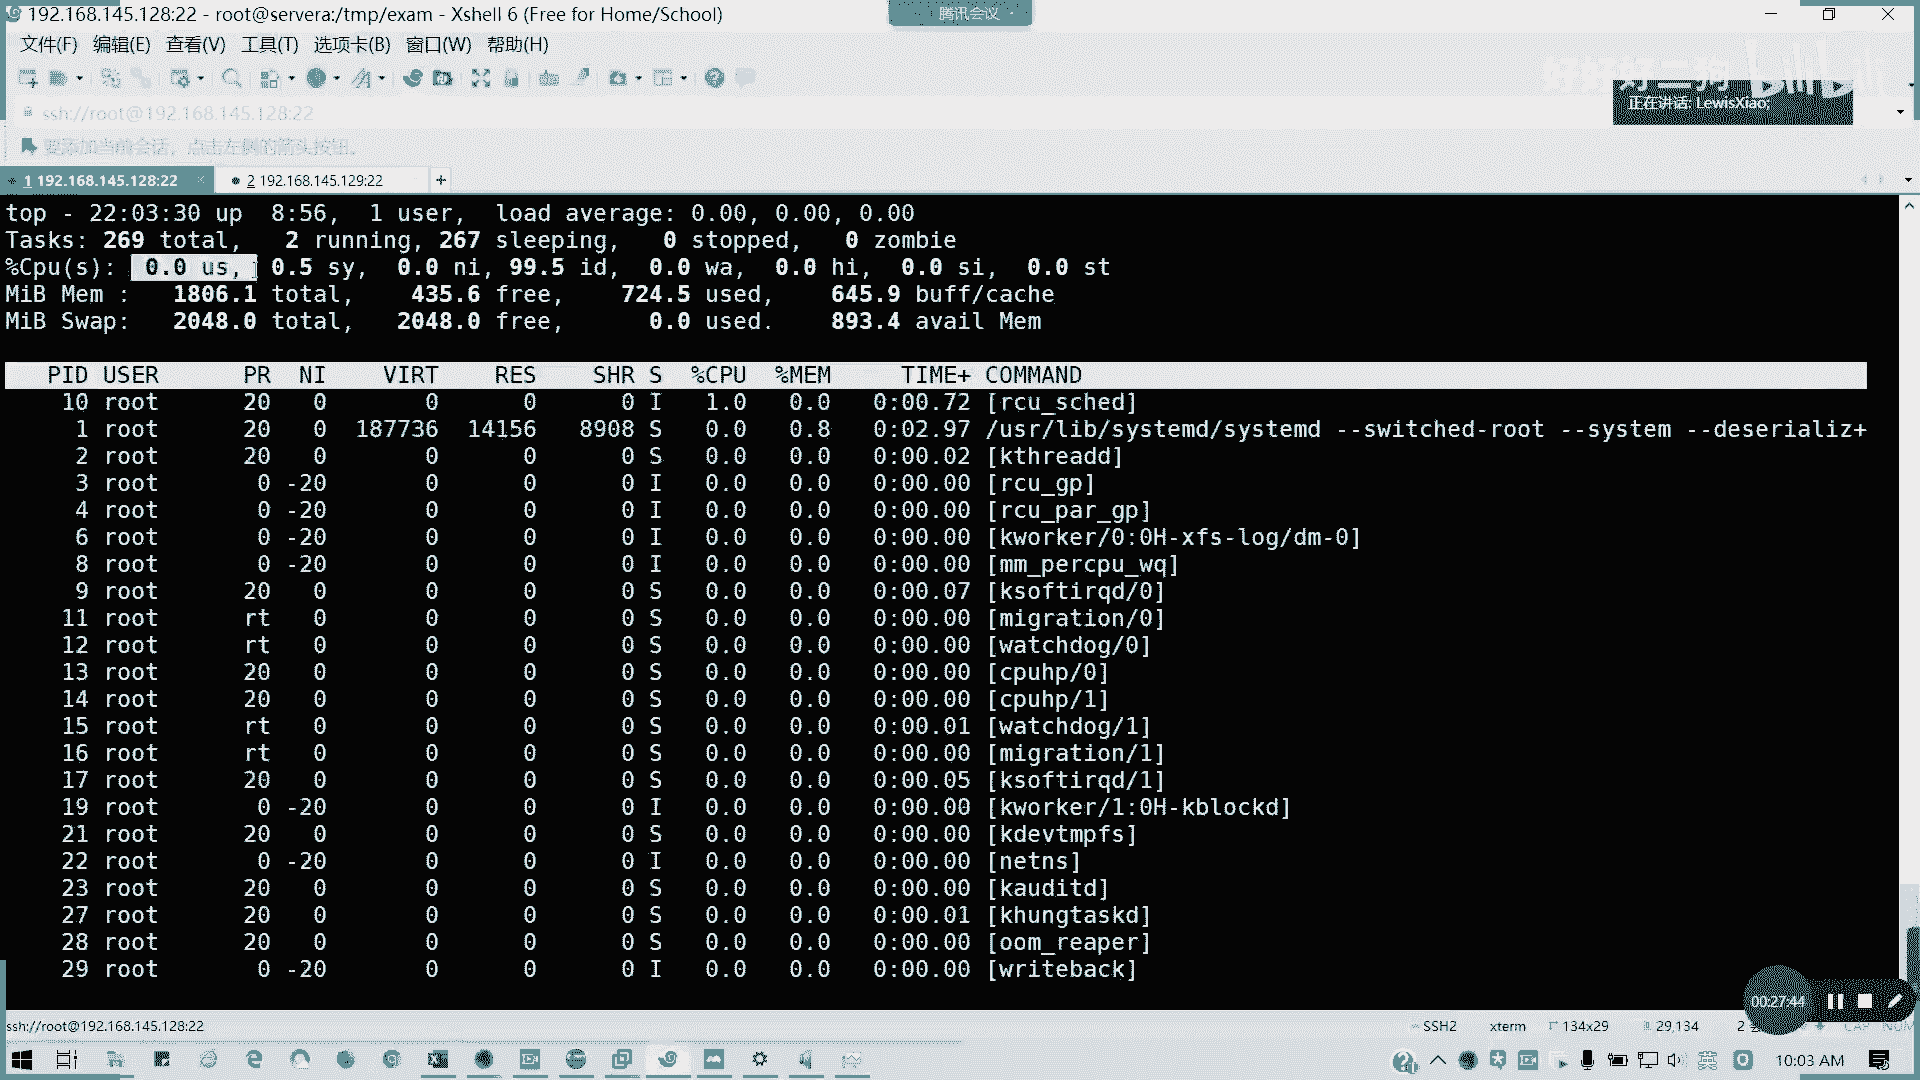 192.168.145.128:22 - root@servera:/tmp/exam - Xshell 6 (Free for Home/School)
腾讯会议
文件(F) 编辑(E) 查看(V) 工具(T) 选项卡(B) 窗口(W) 帮助(H)
好好好二狗 bilibili
正在讲话: LewisXiao;
ssh://root@192.168.145.128:22
要添加当前会话，点击左侧的箭头按钮。
1 192.168.145.128:22 2 192.168.145.129:22 +
top - 22:03:30 up  8:56,  1 user,  load average: 0.00, 0.00, 0.00
Tasks: 269 total,   2 running, 267 sleeping,   0 stopped,   0 zombie
%Cpu(s):  0.0 us,  0.5 sy,  0.0 ni, 99.5 id,  0.0 wa,  0.0 hi,  0.0 si,  0.0 st
MiB Mem :   1806.1 total,    435.6 free,    724.5 used,    645.9 buff/cache
MiB Swap:   2048.0 total,   2048.0 free,      0.0 used.    893.4 avail Mem
PID USER      PR  NI    VIRT    RES    SHR S  %CPU  %MEM     TIME+ COMMAND
10 root      20   0       0      0      0 I   1.0   0.0   0:00.72 [rcu_sched]
1 root      20   0  187736  14156   8908 S   0.0   0.8   0:02.97 /usr/lib/systemd/systemd --switched-root --system --deserializ+
2 root      20   0       0      0      0 S   0.0   0.0   0:00.02 [kthreadd]
3 root       0 -20       0      0      0 I   0.0   0.0   0:00.00 [rcu_gp]
4 root       0 -20       0      0      0 I   0.0   0.0   0:00.00 [rcu_par_gp]
6 root       0 -20       0      0      0 I   0.0   0.0   0:00.00 [kworker/0:0H-xfs-log/dm-0]
8 root       0 -20       0      0      0 I   0.0   0.0   0:00.00 [mm_percpu_wq]
9 root      20   0       0      0      0 S   0.0   0.0   0:00.07 [ksoftirqd/0]
11 root      rt   0       0      0      0 S   0.0   0.0   0:00.00 [migration/0]
12 root      rt   0       0      0      0 S   0.0   0.0   0:00.00 [watchdog/0]
13 root      20   0       0      0      0 S   0.0   0.0   0:00.00 [cpuhp/0]
14 root      20   0       0      0      0 S   0.0   0.0   0:00.00 [cpuhp/1]
15 root      rt   0       0      0      0 S   0.0   0.0   0:00.01 [watchdog/1]
16 root      rt   0       0      0      0 S   0.0   0.0   0:00.00 [migration/1]
17 root      20   0       0      0      0 S   0.0   0.0   0:00.05 [ksoftirqd/1]
19 root       0 -20       0      0      0 I   0.0   0.0   0:00.00 [kworker/1:0H-kblockd]
21 root      20   0       0      0      0 S   0.0   0.0   0:00.00 [kdevtmpfs]
22 root       0 -20       0      0      0 I   0.0   0.0   0:00.00 [netns]
23 root      20   0       0      0      0 S   0.0   0.0   0:00.00 [kauditd]
27 root      20   0       0      0      0 S   0.0   0.0   0:00.01 [khungtaskd]
28 root      20   0       0      0      0 S   0.0   0.0   0:00.00 [oom_reaper]
29 root       0 -20       0      0      0 I   0.0   0.0   0:00.00 [writeback]
00:27:44
ssh://root@192.168.145.128:22 SSH2 xterm 134x29 29,134 2 CAP NUM
英 10:03 AM